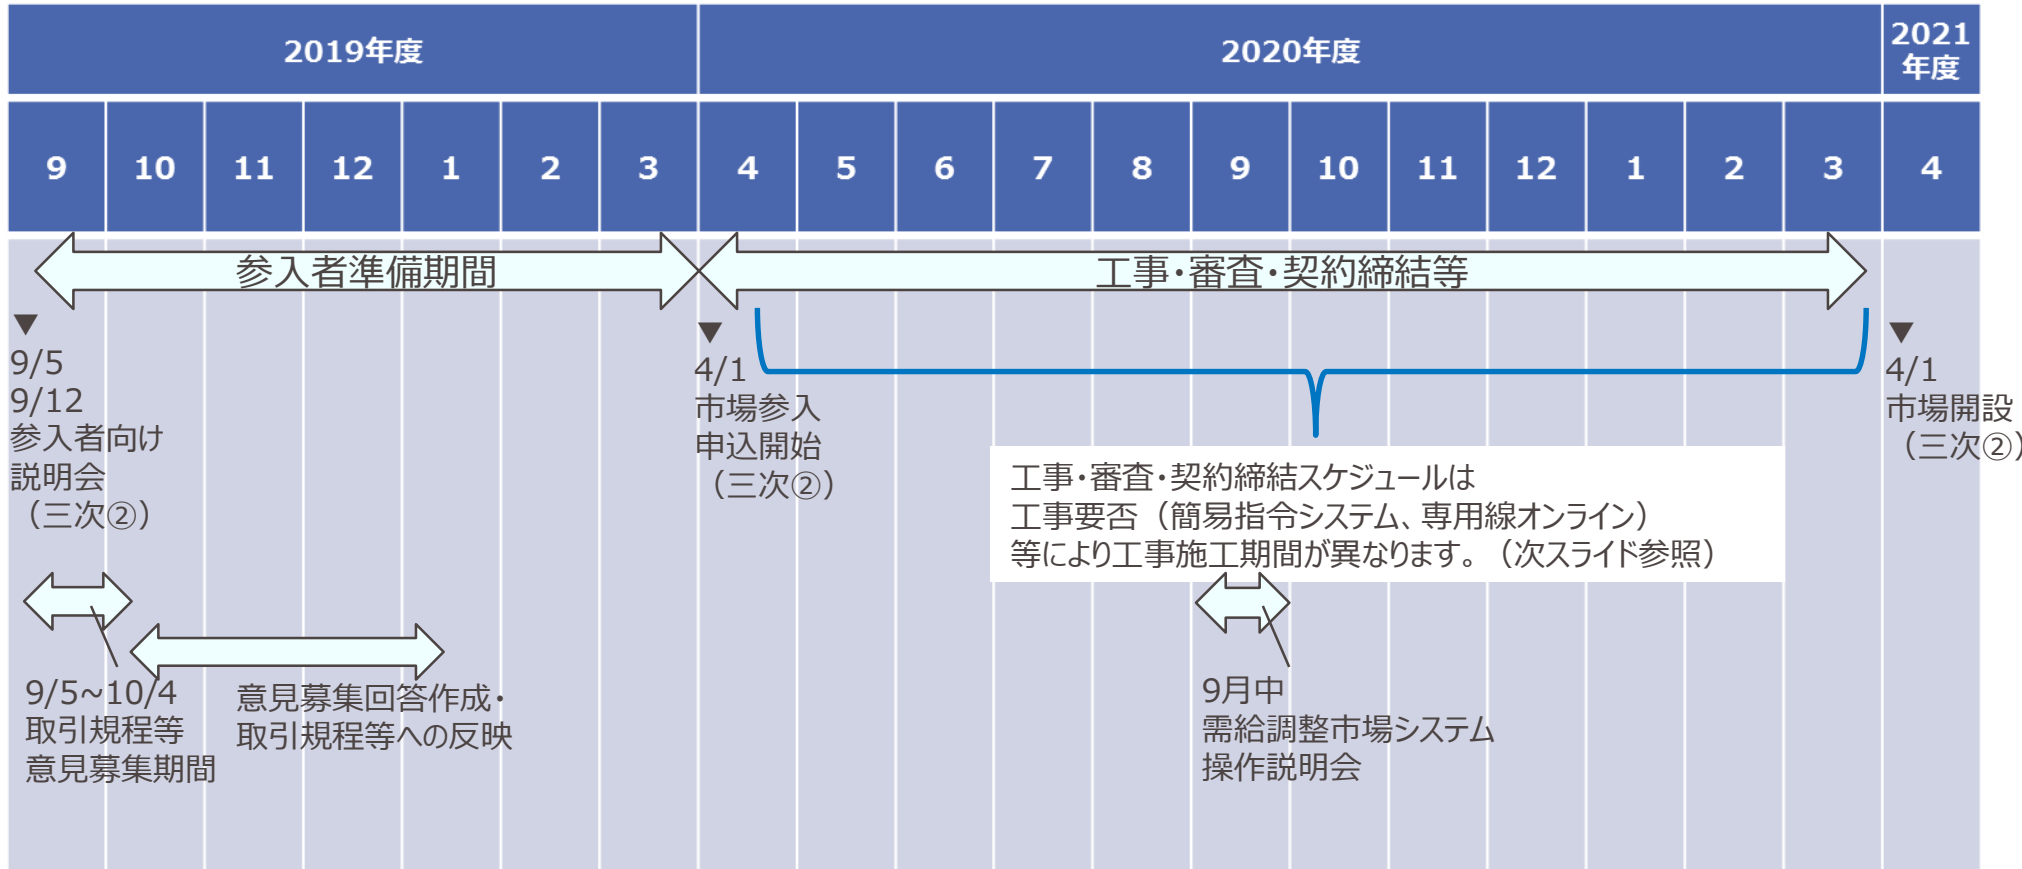 2019年度
2020年度
2021
年度
9
10
11
12
1
2
3
4
5
6
7
8
9
10
11
12
1
2
3
4
参入者準備期間
工事・審査・契約締結等
▼
9/5
9/12
参入者向け
説明会
（三次②）
▼
4/1
市場参入
申込開始
（三次②）
▼
4/1
市場開設
（三次②）
工事・審査・契約締結スケジュールは
工事要否（簡易指令システム、専用線オンライン）
等により工事施工期間が異なります。（次スライド参照）
9/5~10/4
取引規程等
意見募集期間
意見募集回答作成・
取引規程等への反映
9月中
需給調整市場システム
操作説明会